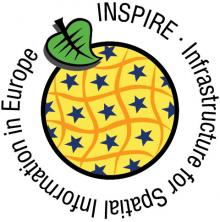 INSPIRE · Infrastructure for Spatial Information in Europe